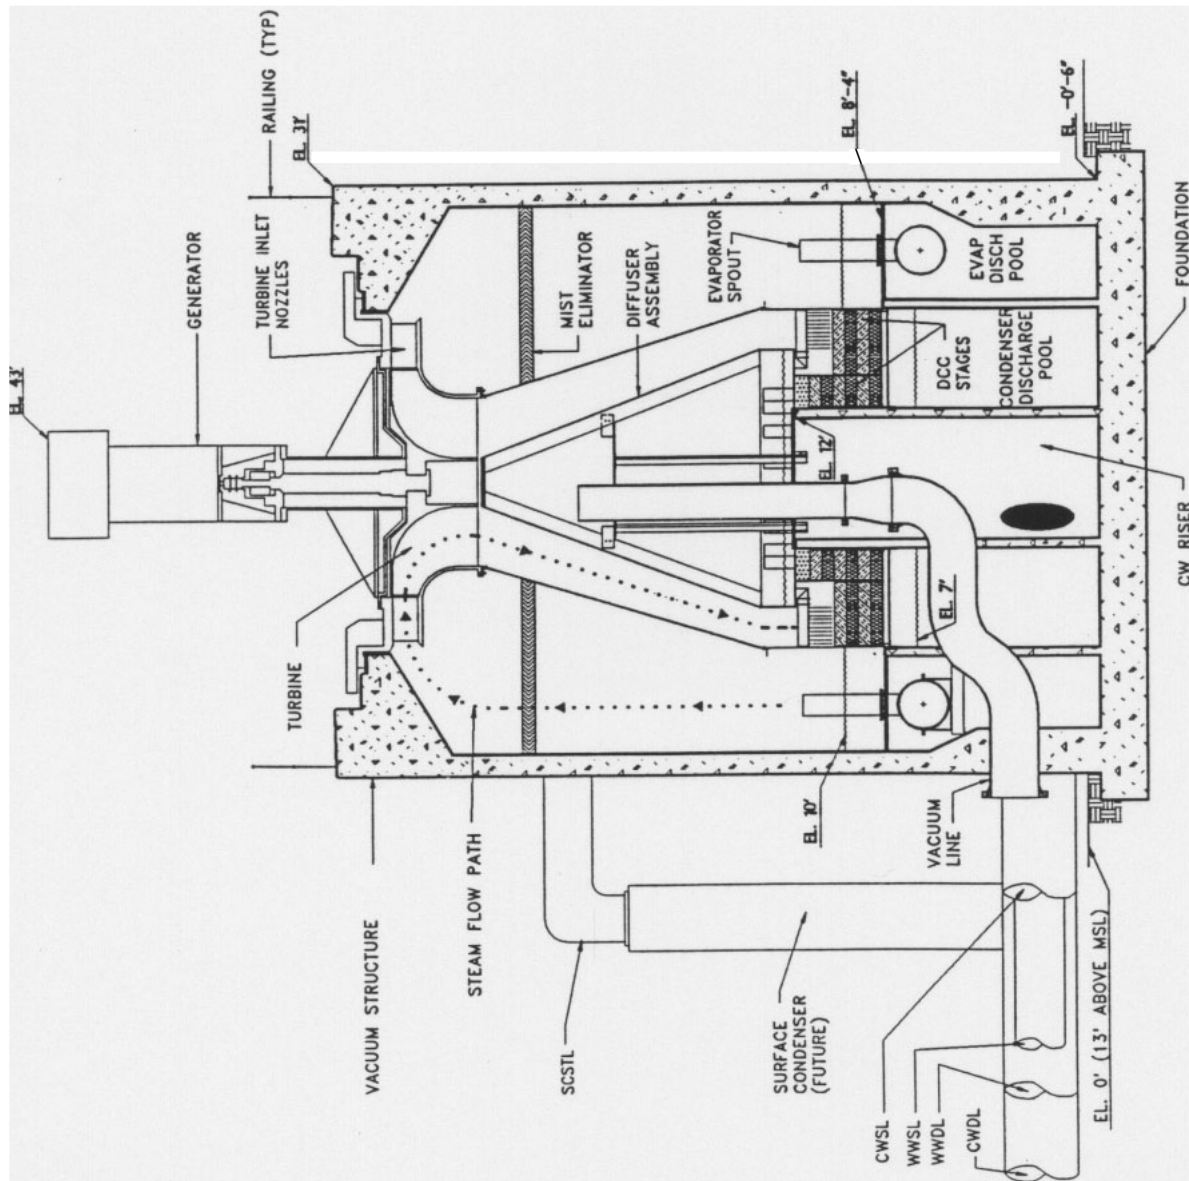 EL. 43'
GENERATOR
TURBINE INLET
NOZZLES
RAILING (TYP)
EL. 31'
MIST
ELIMINATOR
DIFFUSER
ASSEMBLY
EVAPORATOR
SPOUT
EL. 8'-4"
EL. -0'-6"
EVAP
DISCH
POOL
DCC
STAGES
CONDENSER
DISCHARGE
POOL
FOUNDATION
EL. 12'
CW RISER
EL. 7'
TURBINE
STEAM FLOW PATH
VACUUM STRUCTURE
EL. 10'
VACUUM
LINE
SCSTL
SURFACE
CONDENSER
(FUTURE)
CWSL
WWSL
WWDL
CWDL
EL. 0' (13' ABOVE MSL)